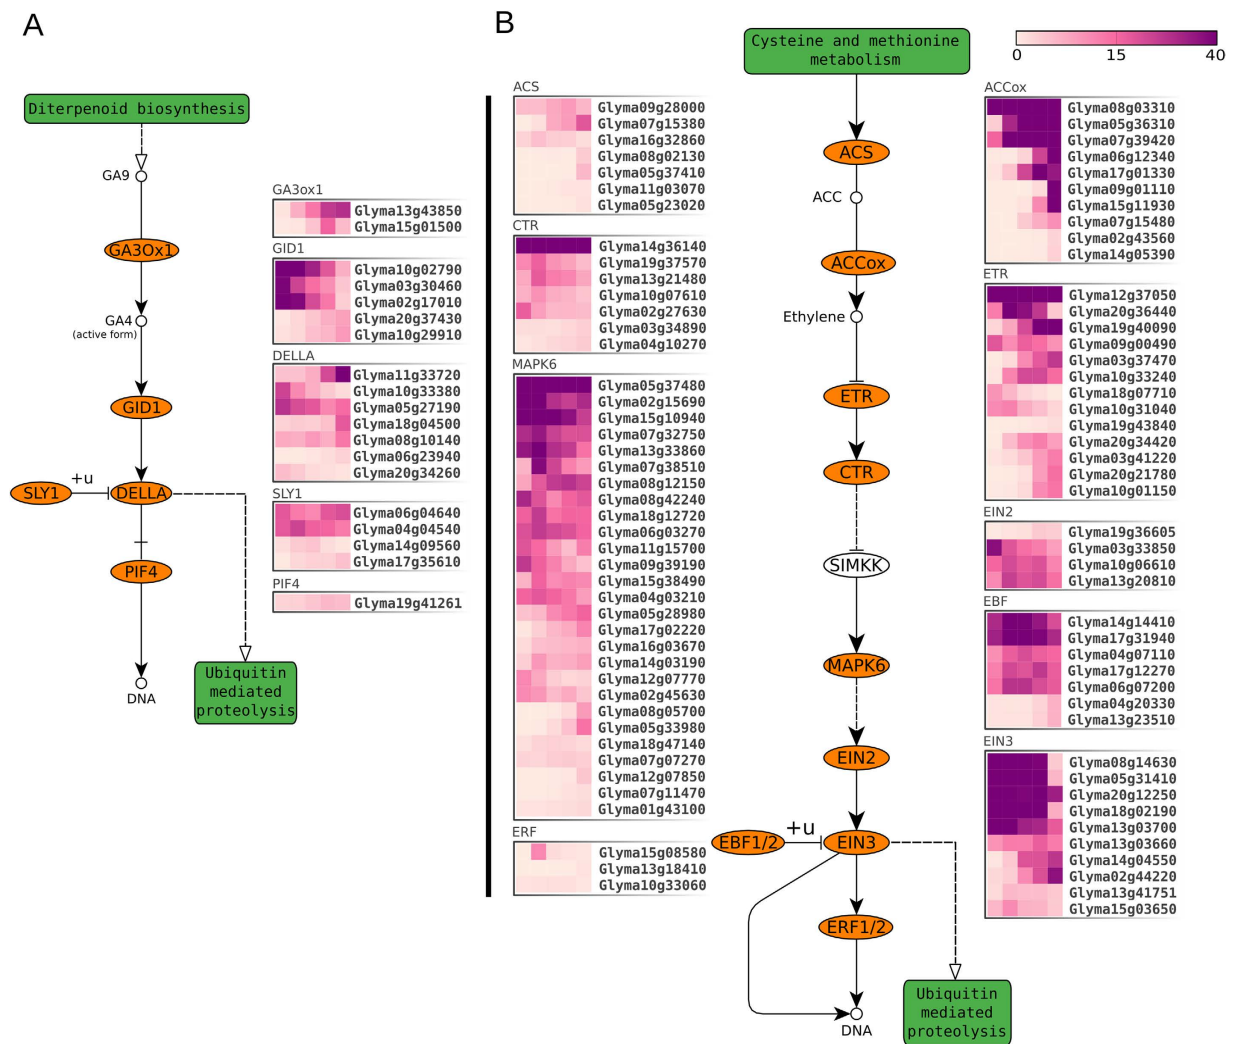 A
Diterpenoid biosynthesis
GA9
GA3Ox1
GA4
(active form)
GID1
SLY1
+u
DELLA
PIF4
DNA
Ubiquitin
mediated
proteolysis
GA3ox1
Glyma13g43850
Glyma15g01500
GID1
Glyma10g02790
Glyma03g30460
Glyma02g17010
Glyma20g37430
Glyma10g29910
DELLA
Glyma11g33720
Glyma10g33380
Glyma05g27190
Glyma18g04500
Glyma08g10140
Glyma06g23940
Glyma20g34260
SLY1
Glyma06g04640
Glyma04g04540
Glyma14g09560
Glyma17g35610
PIF4
Glyma19g41261
B
ACS
Glyma09g28000
Glyma07g15380
Glyma16g32860
Glyma08g02130
Glyma05g37410
Glyma11g03070
Glyma05g23020
CTR
Glyma14g36140
Glyma19g37570
Glyma13g21480
Glyma10g07610
Glyma02g27630
Glyma03g34890
Glyma04g10270
MAPK6
Glyma05g37480
Glyma02g15690
Glyma15g10940
Glyma07g32750
Glyma13g33860
Glyma07g38510
Glyma08g12150
Glyma08g42240
Glyma18g12720
Glyma06g03270
Glyma11g15700
Glyma09g39190
Glyma15g38490
Glyma04g03210
Glyma05g28980
Glyma17g02220
Glyma16g03670
Glyma14g03190
Glyma12g07770
Glyma02g45630
Glyma08g05700
Glyma05g33980
Glyma18g47140
Glyma07g07270
Glyma12g07850
Glyma07g11470
Glyma01g43100
ERF
Glyma15g08580
Glyma13g18410
Glyma10g33060
Cysteine and methionine
metabolism
ACS
ACC
ACCox
Ethylene
ETR
CTR
SIMKK
MAPK6
EIN2
EBF1/2
+u
EIN3
ERF1/2
DNA
Ubiquitin
mediated
proteolysis
0 15 40
ACCox
Glyma08g03310
Glyma05g36310
Glyma07g39420
Glyma06g12340
Glyma17g01330
Glyma09g01110
Glyma15g11930
Glyma07g15480
Glyma02g43560
Glyma14g05390
ETR
Glyma12g37050
Glyma20g36440
Glyma19g40090
Glyma09g00490
Glyma03g37470
Glyma10g33240
Glyma18g07710
Glyma10g31040
Glyma19g43840
Glyma20g34420
Glyma03g41220
Glyma20g21780
Glyma10g01150
EIN2
Glyma19g36605
Glyma03g33850
Glyma10g06610
Glyma13g20810
EBF
Glyma14g14410
Glyma17g31940
Glyma04g07110
Glyma17g12270
Glyma06g07200
Glyma04g20330
Glyma13g23510
EIN3
Glyma08g14630
Glyma05g31410
Glyma20g12250
Glyma18g02190
Glyma13g03700
Glyma13g03660
Glyma14g04550
Glyma02g44220
Glyma13g41751
Glyma15g03650